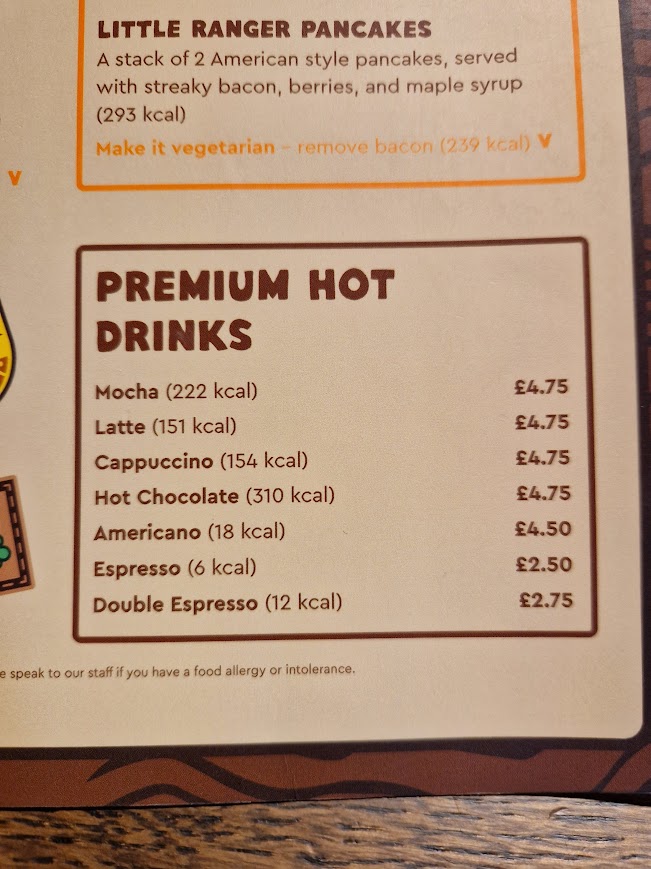 LITTLE RANGER PANCAKES
A stack of 2 American style pancakes, served
with streaky bacon, berries, and maple syrup
(293 kcal)
Make it vegetarian – remove bacon (239 kcal) V
V
PREMIUM HOT
DRINKS
Mocha (222 kcal) £4.75
Latte (151 kcal) £4.75
Cappuccino (154 kcal) £4.75
Hot Chocolate (310 kcal) £4.75
Americano (18 kcal) £4.50
Espresso (6 kcal) £2.50
Double Espresso (12 kcal) £2.75
e speak to our staff if you have a food allergy or intolerance.